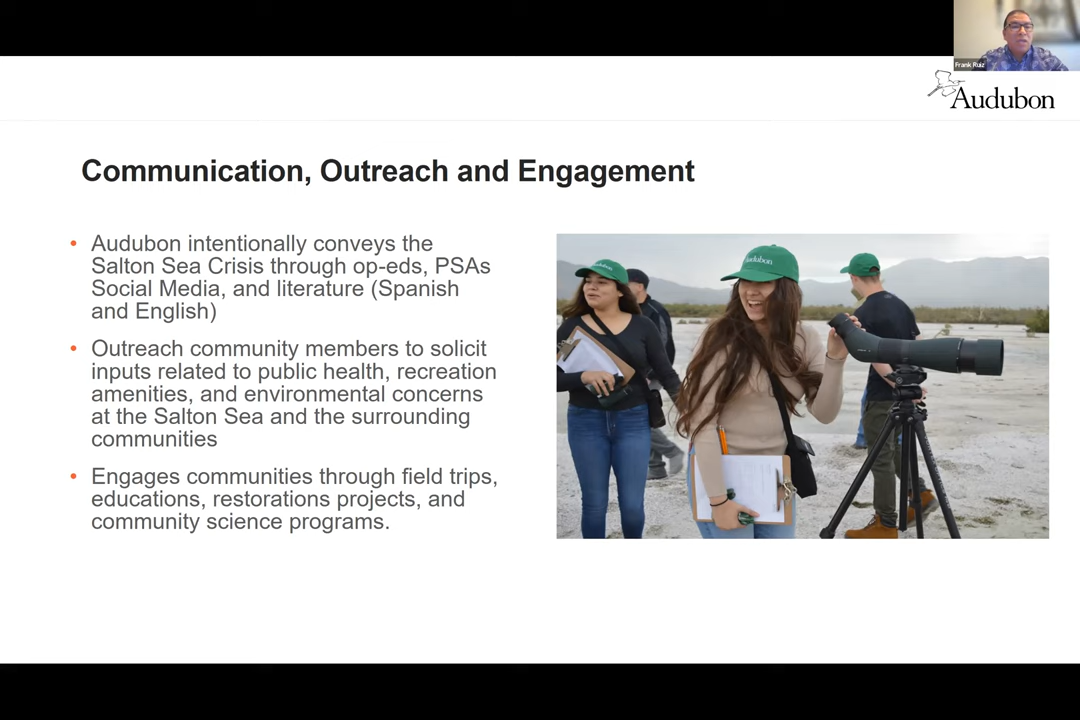 Frank Ruiz
Audubon
Communication, Outreach and Engagement
• Audubon intentionally conveys the
Salton Sea Crisis through op-eds, PSAs
Social Media, and literature (Spanish
and English)
• Outreach community members to solicit
inputs related to public health, recreation
amenities, and environmental concerns
at the Salton Sea and the surrounding
communities
• Engages communities through field trips,
educations, restorations projects, and
community science programs.
Audubon